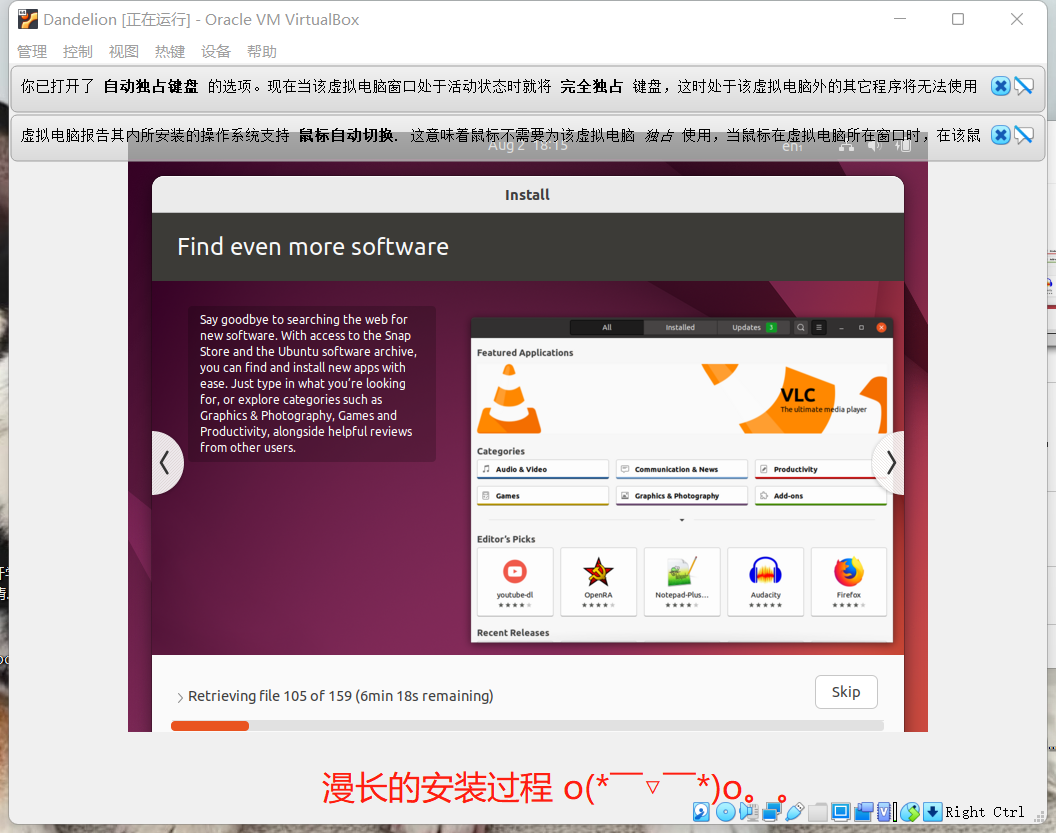 Dandelion [正在运行] - Oracle VM VirtualBox
管理 控制 视图 热键 设备 帮助
你已打开了 自动独占键盘 的选项。现在当该虚拟电脑窗口处于活动状态时就将 完全独占 键盘，这时处于该虚拟电脑外的其它程序将无法使用
虚拟电脑报告其内所安装的操作系统支持 鼠标自动切换. 这意味着鼠标不需要为该虚拟电脑 独占 使用，当鼠标在虚拟电脑所在窗口时，在该鼠
Aug 2 18:15 en₁
Install
Find even more software
Say goodbye to searching the web for
new software. With access to the Snap
Store and the Ubuntu software archive,
you can find and install new apps with
ease. Just type in what you're looking
for, or explore categories such as
Graphics & Photography, Games and
Productivity, alongside helpful reviews
from other users.
All Installed Updates 3
Featured Applications
VLC
The ultimate media player
Categories
Audio & Video Communication & News Productivity
Games Graphics & Photography Add-ons
Editor's Picks
youtube-dl OpenRA Notepad-Plus... Audacity Firefox
Recent Releases
Retrieving file 105 of 159 (6min 18s remaining)
Skip
漫长的安装过程 o(*￣▽￣*)o。。
Right Ctrl